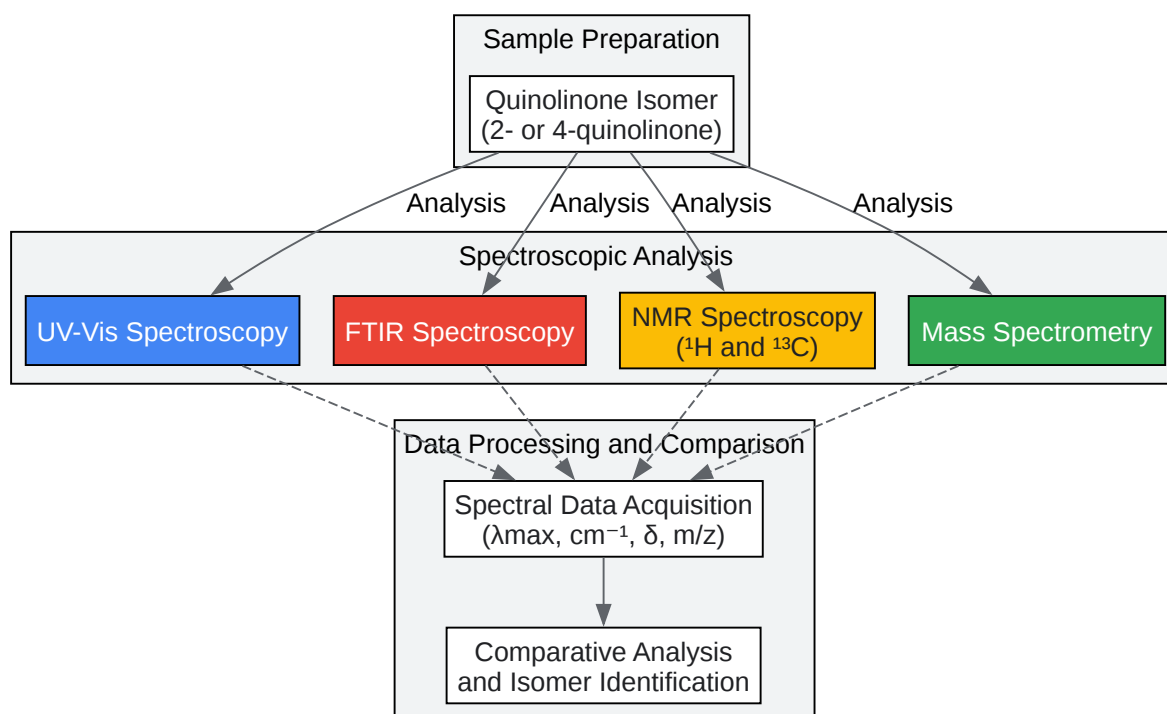 Sample Preparation
Quinolinone Isomer
(2- or 4-quinolinone)
Analysis
Analysis
Analysis
Analysis
Spectroscopic Analysis
UV-Vis Spectroscopy
FTIR Spectroscopy
NMR Spectroscopy
(¹H and ¹³C)
Mass Spectrometry
Data Processing and Comparison
Spectral Data Acquisition
(λmax, cm⁻¹, δ, m/z)
Comparative Analysis
and Isomer Identification